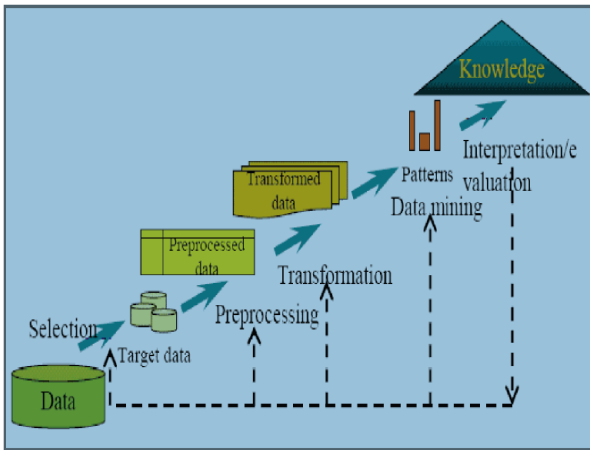 Knowledge
Interpretation/e
valuation
Patterns
Data mining
Transformed
data
Transformation
Preprocessed
data
Preprocessing
Selection
Target data
Data